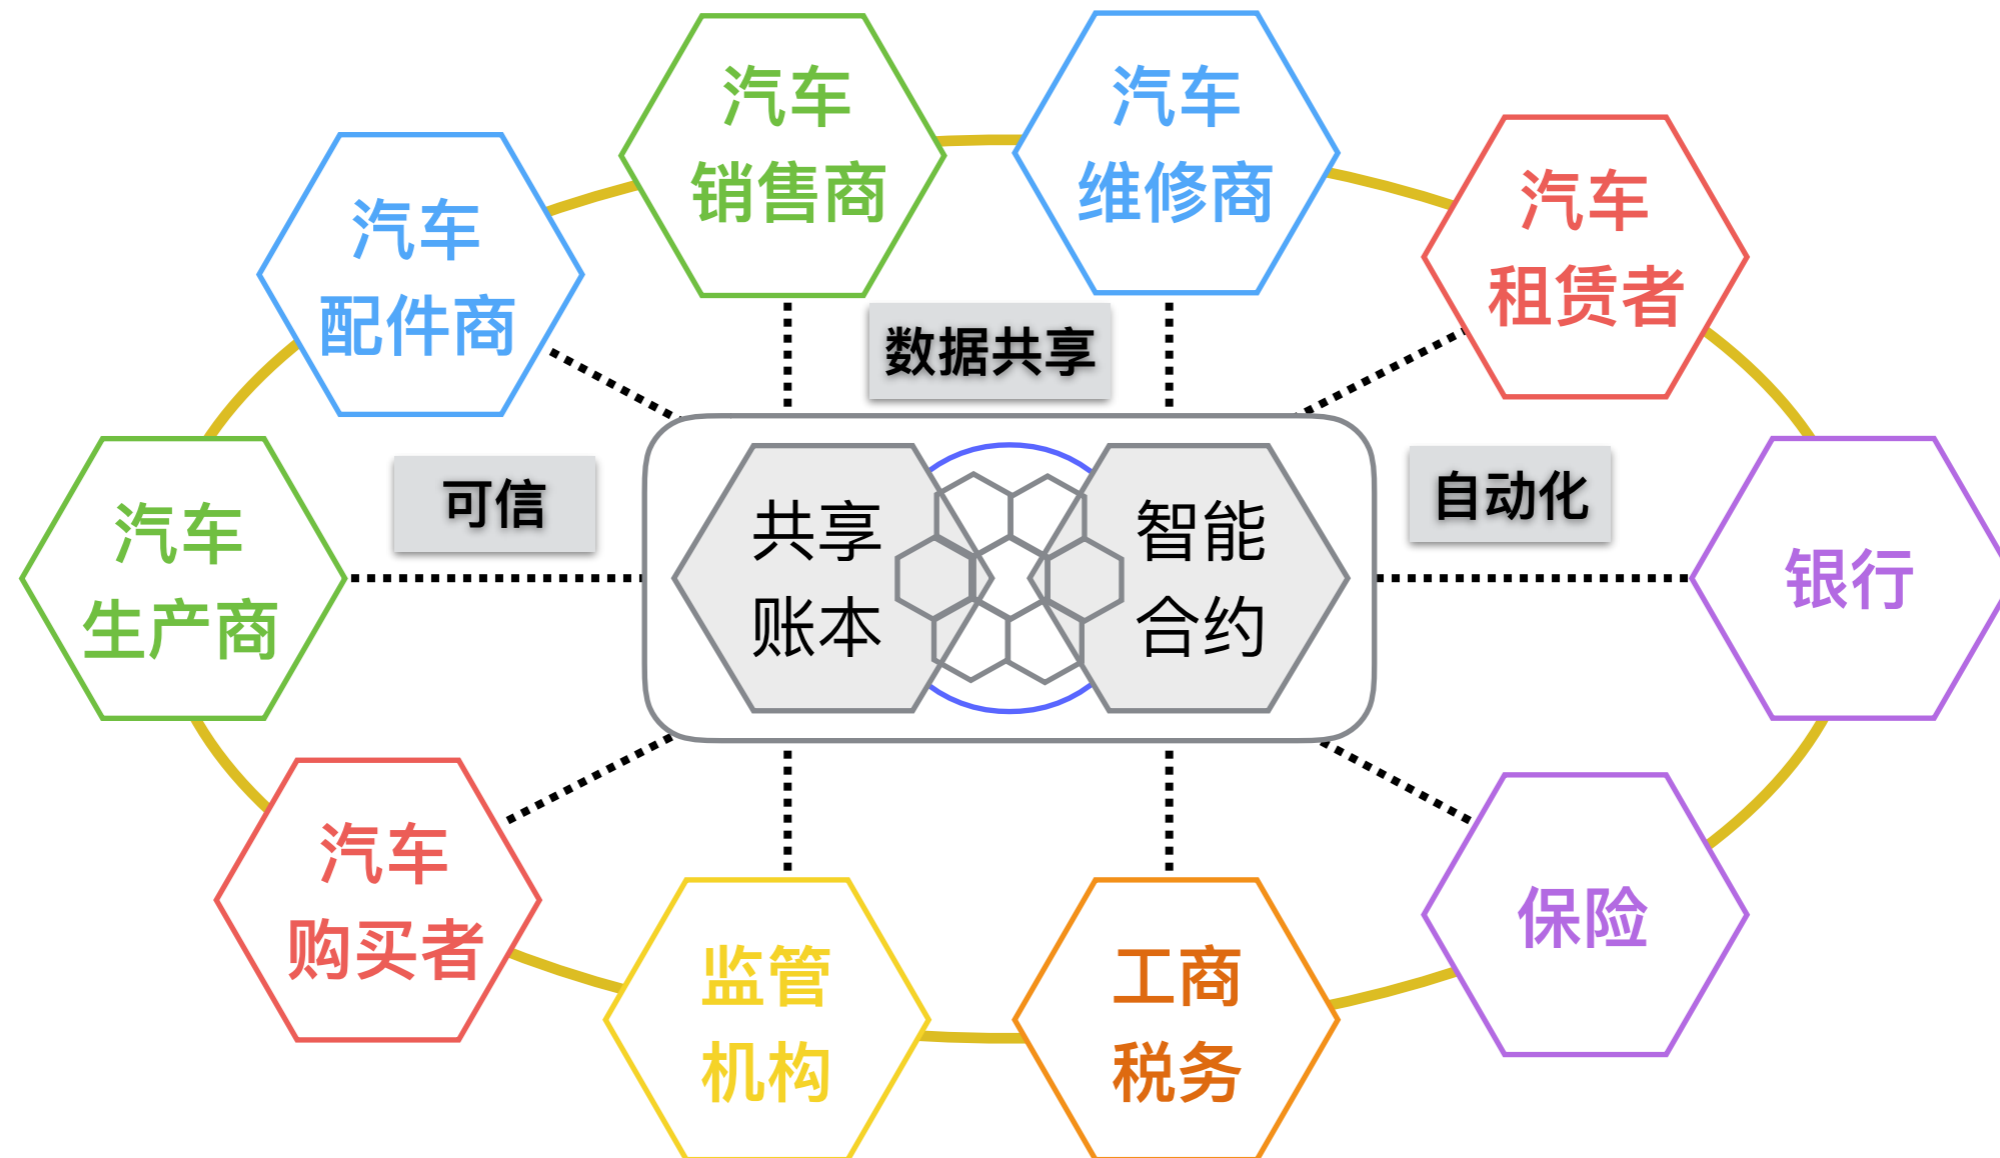 汽车
销售商
汽车
维修商
汽车
租赁者
汽车
配件商
数据共享
可信
自动化
汽车
生产商
共享
账本
智能
合约
银行
汽车
购买者
保险
监管
机构
工商
税务